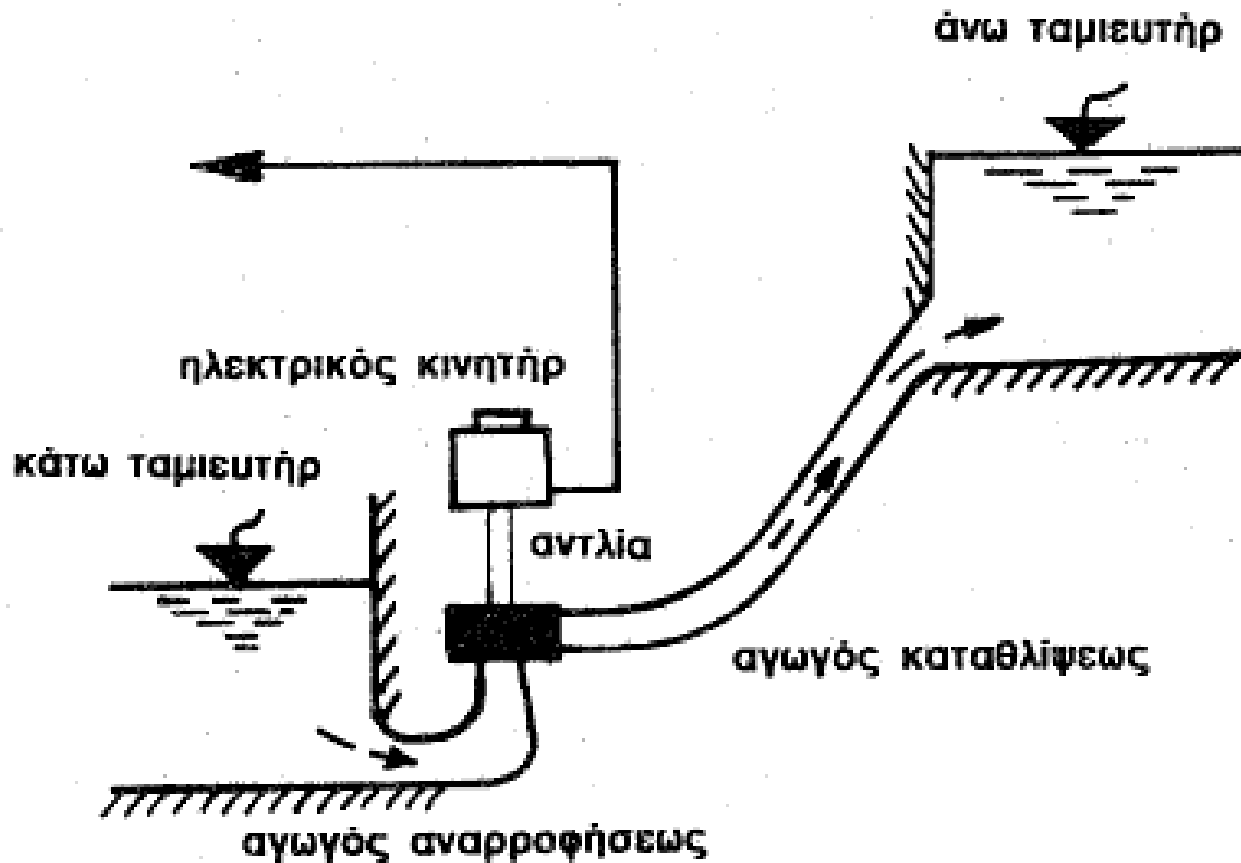 άνω ταμιευτήρ
ηλεκτρικός κινητήρ
κάτω ταμιευτήρ
αντλία
αγωγός καταθλίψεως
αγωγός αναρροφήσεως